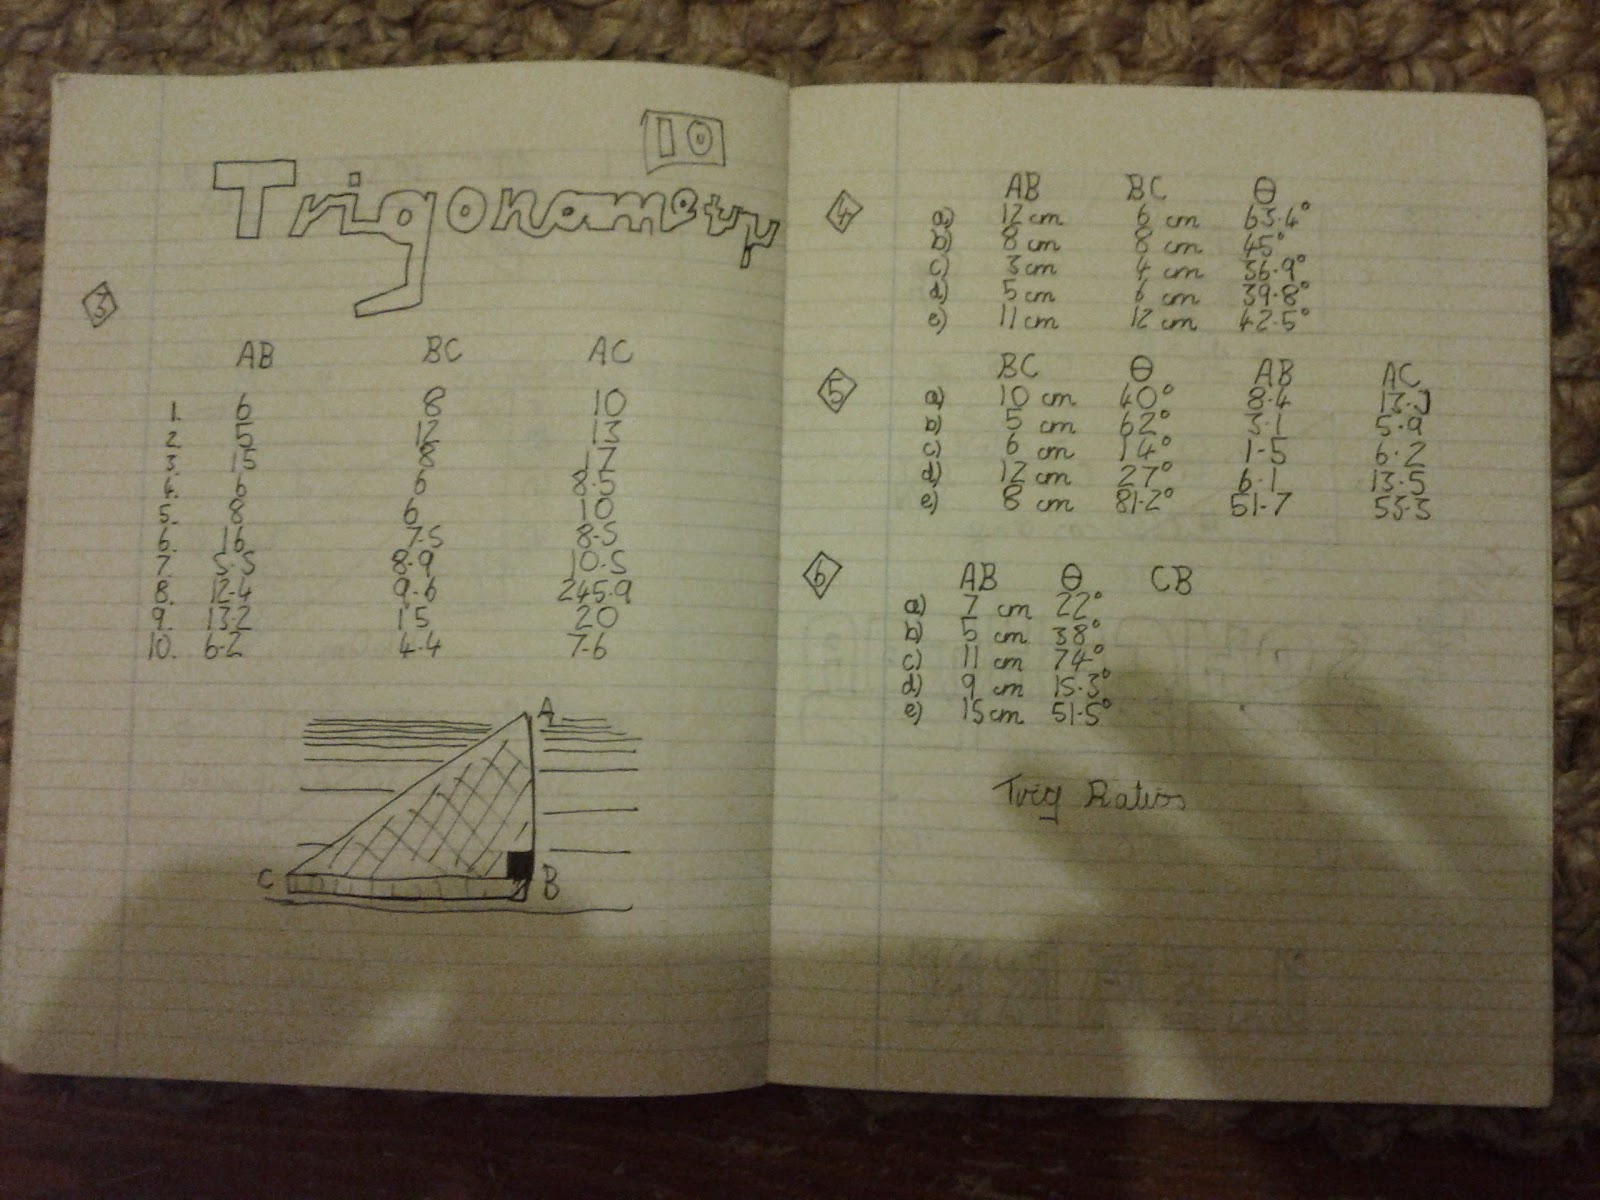 10
Trigonometry
3
AB BC AC
1. 6 8 10
2. 5 12 13
3. 15 8 17
4. 6 6 8.5
5. 8 6 10
6. 16 7.5 8.5
7. 5.5 8.9 10.5
8. 12.4 9.6 245.9
9. 13.2 15 20
10. 6.2 4.4 7.6
A
C B
4
AB BC θ
a) 12 cm 6 cm 63.4°
b) 8 cm 8 cm 45°
c) 3 cm 4 cm 36.9°
d) 5 cm 6 cm 39.8°
e) 11 cm 12 cm 42.5°
5
BC θ AB AC
a) 10 cm 40° 8.4
b) 5 cm 62° 3.1 5.9
c) 6 cm 14° 1.5 6.2
d) 12 cm 27° 6.1 13.5
e) 8 cm 81.2° 51.7 53.3
6
AB θ CB
a) 7 cm 22°
b) 5 cm 38°
c) 11 cm 74°
d) 9 cm 15.3°
e) 15 cm 51.5°
Trig Ratios